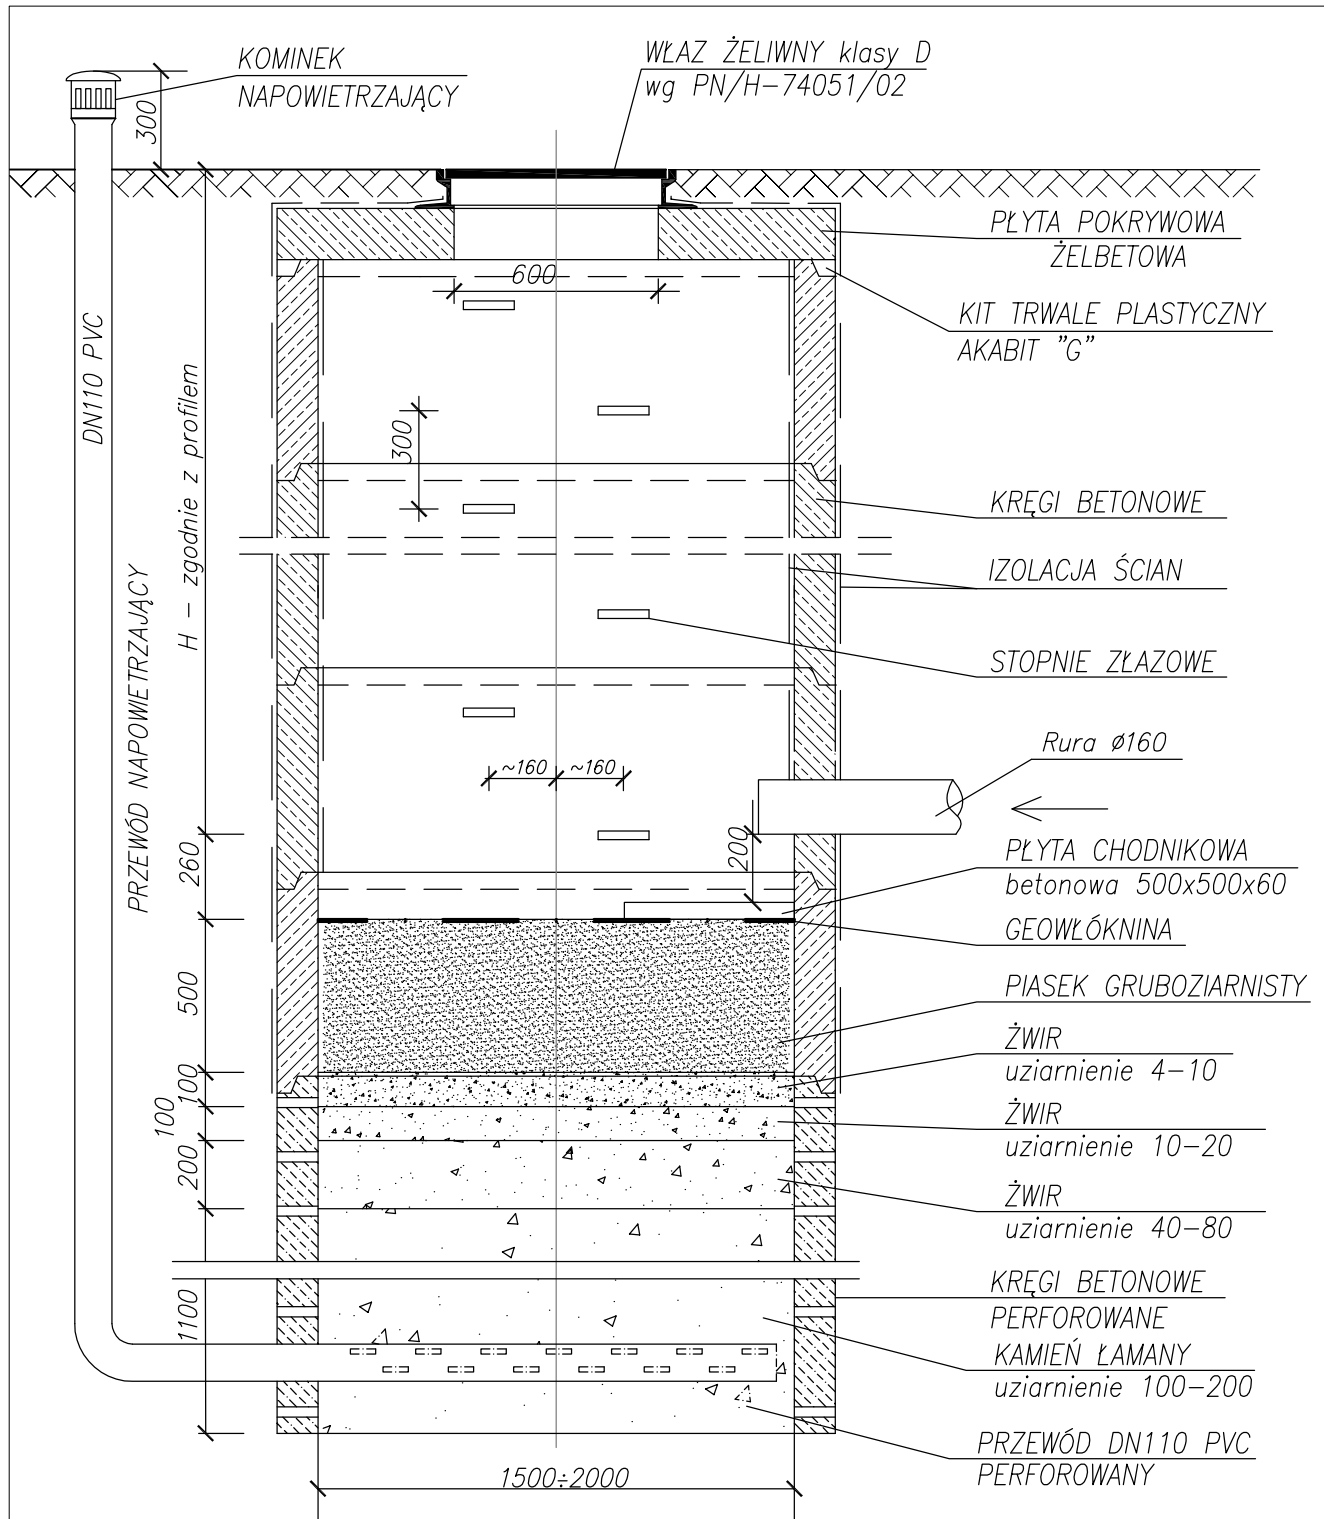 KOMINEK
NAPOWIETRZAJĄCY
WŁAZ ŻELIWNY klasy D
wg PN/H-74051/02
300
PŁYTA POKRYWOWA
ŻELBETOWA
600
KIT TRWALE PLASTYCZNY
AKABIT "G"
DN110 PVC
H - zgodnie z profilem
300
KRĘGI BETONOWE
IZOLACJA ŚCIAN
PRZEWÓD NAPOWIETRZAJĄCY
STOPNIE ZŁAZOWE
Rura ø160
~160
~160
200
260
PŁYTA CHODNIKOWA
betonowa 500x500x60
GEOWŁÓKNINA
500
PIASEK GRUBOZIARNISTY
ŻWIR
uziarnienie 4-10
100
100
ŻWIR
uziarnienie 10-20
200
ŻWIR
uziarnienie 40-80
KRĘGI BETONOWE
PERFOROWANE
1100
KAMIEŃ ŁAMANY
uziarnienie 100-200
PRZEWÓD DN110 PVC
PERFOROWANY
1500÷2000